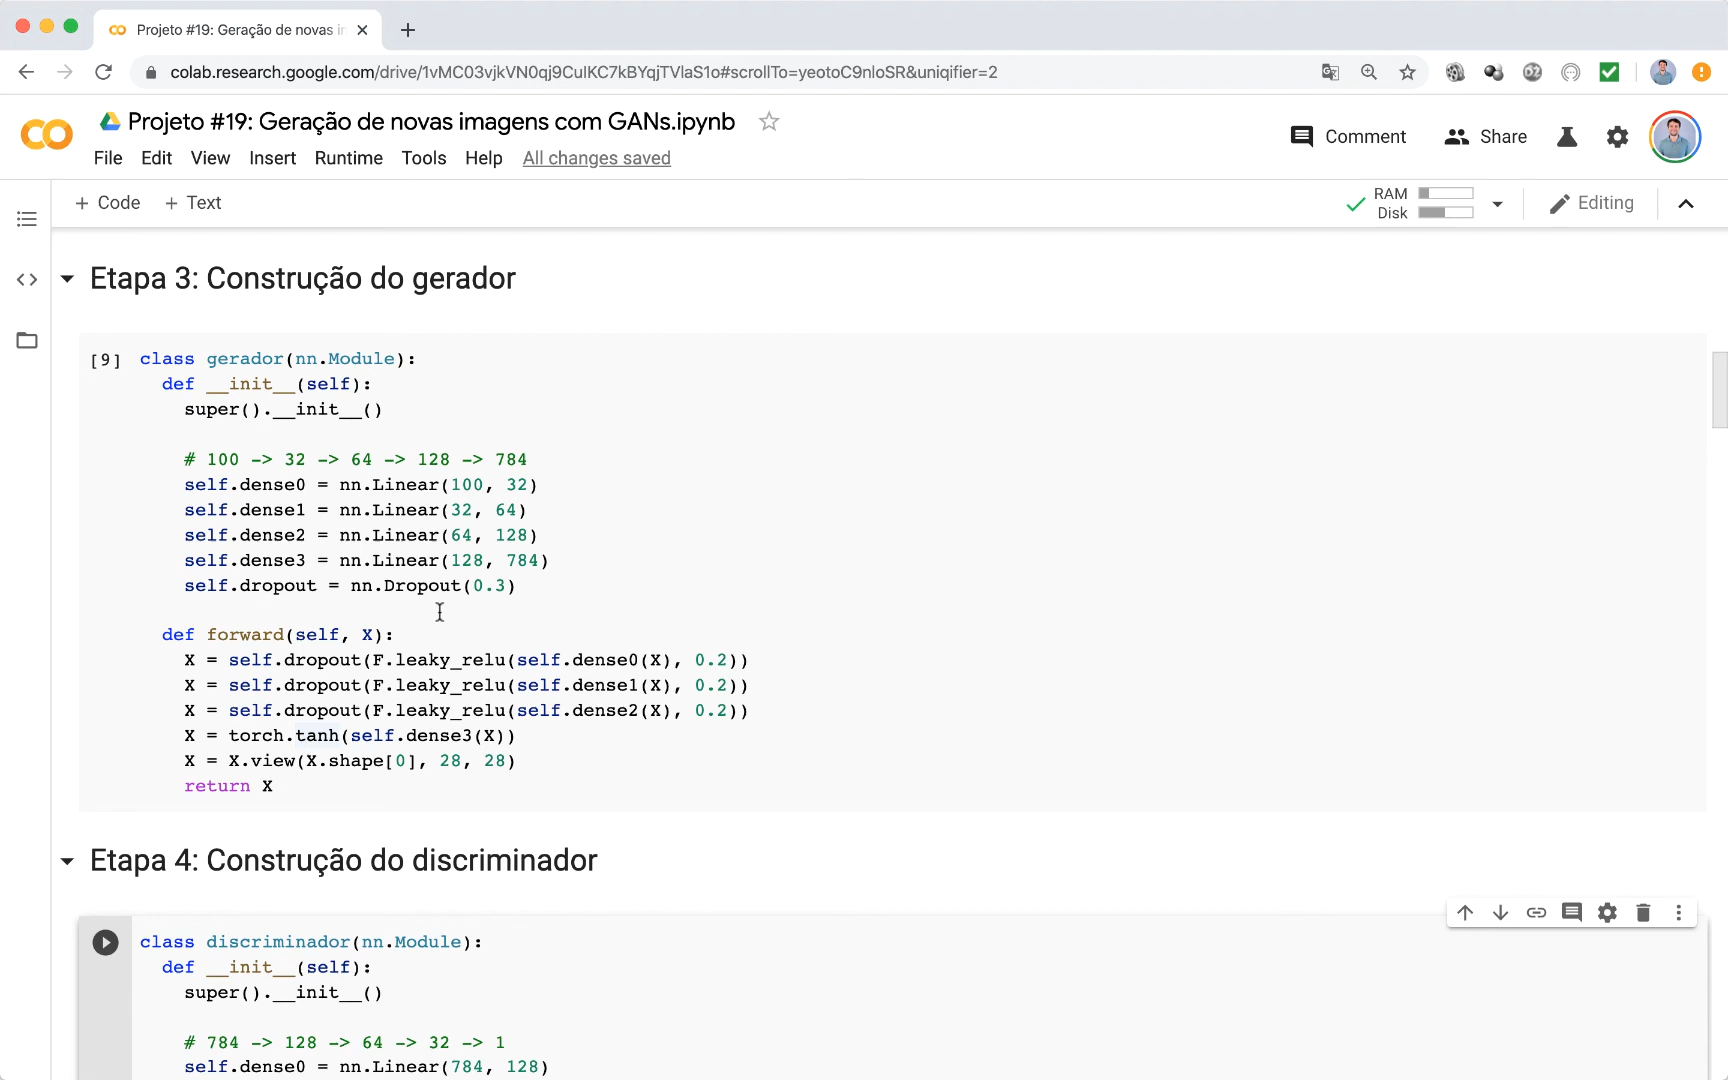 Projeto #19: Geração de novas in
colab.research.google.com/drive/1vMC03vjkVN0qj9CuIKC7kBYqjTVlaS1o#scrollTo=yeotoC9nloSR&uniqifier=2
Projeto #19: Geração de novas imagens com GANs.ipynb
Comment
Share
File Edit View Insert Runtime Tools Help All changes saved
+ Code + Text
RAM
Disk
Editing
Etapa 3: Construção do gerador
[9] class gerador(nn.Module):
def __init__(self):
super().__init__()
# 100 -> 32 -> 64 -> 128 -> 784
self.dense0 = nn.Linear(100, 32)
self.dense1 = nn.Linear(32, 64)
self.dense2 = nn.Linear(64, 128)
self.dense3 = nn.Linear(128, 784)
self.dropout = nn.Dropout(0.3)
def forward(self, X):
X = self.dropout(F.leaky_relu(self.dense0(X), 0.2))
X = self.dropout(F.leaky_relu(self.dense1(X), 0.2))
X = self.dropout(F.leaky_relu(self.dense2(X), 0.2))
X = torch.tanh(self.dense3(X))
X = X.view(X.shape[0], 28, 28)
return X
Etapa 4: Construção do discriminador
class discriminador(nn.Module):
def __init__(self):
super().__init__()
# 784 -> 128 -> 64 -> 32 -> 1
self.dense0 = nn.Linear(784, 128)